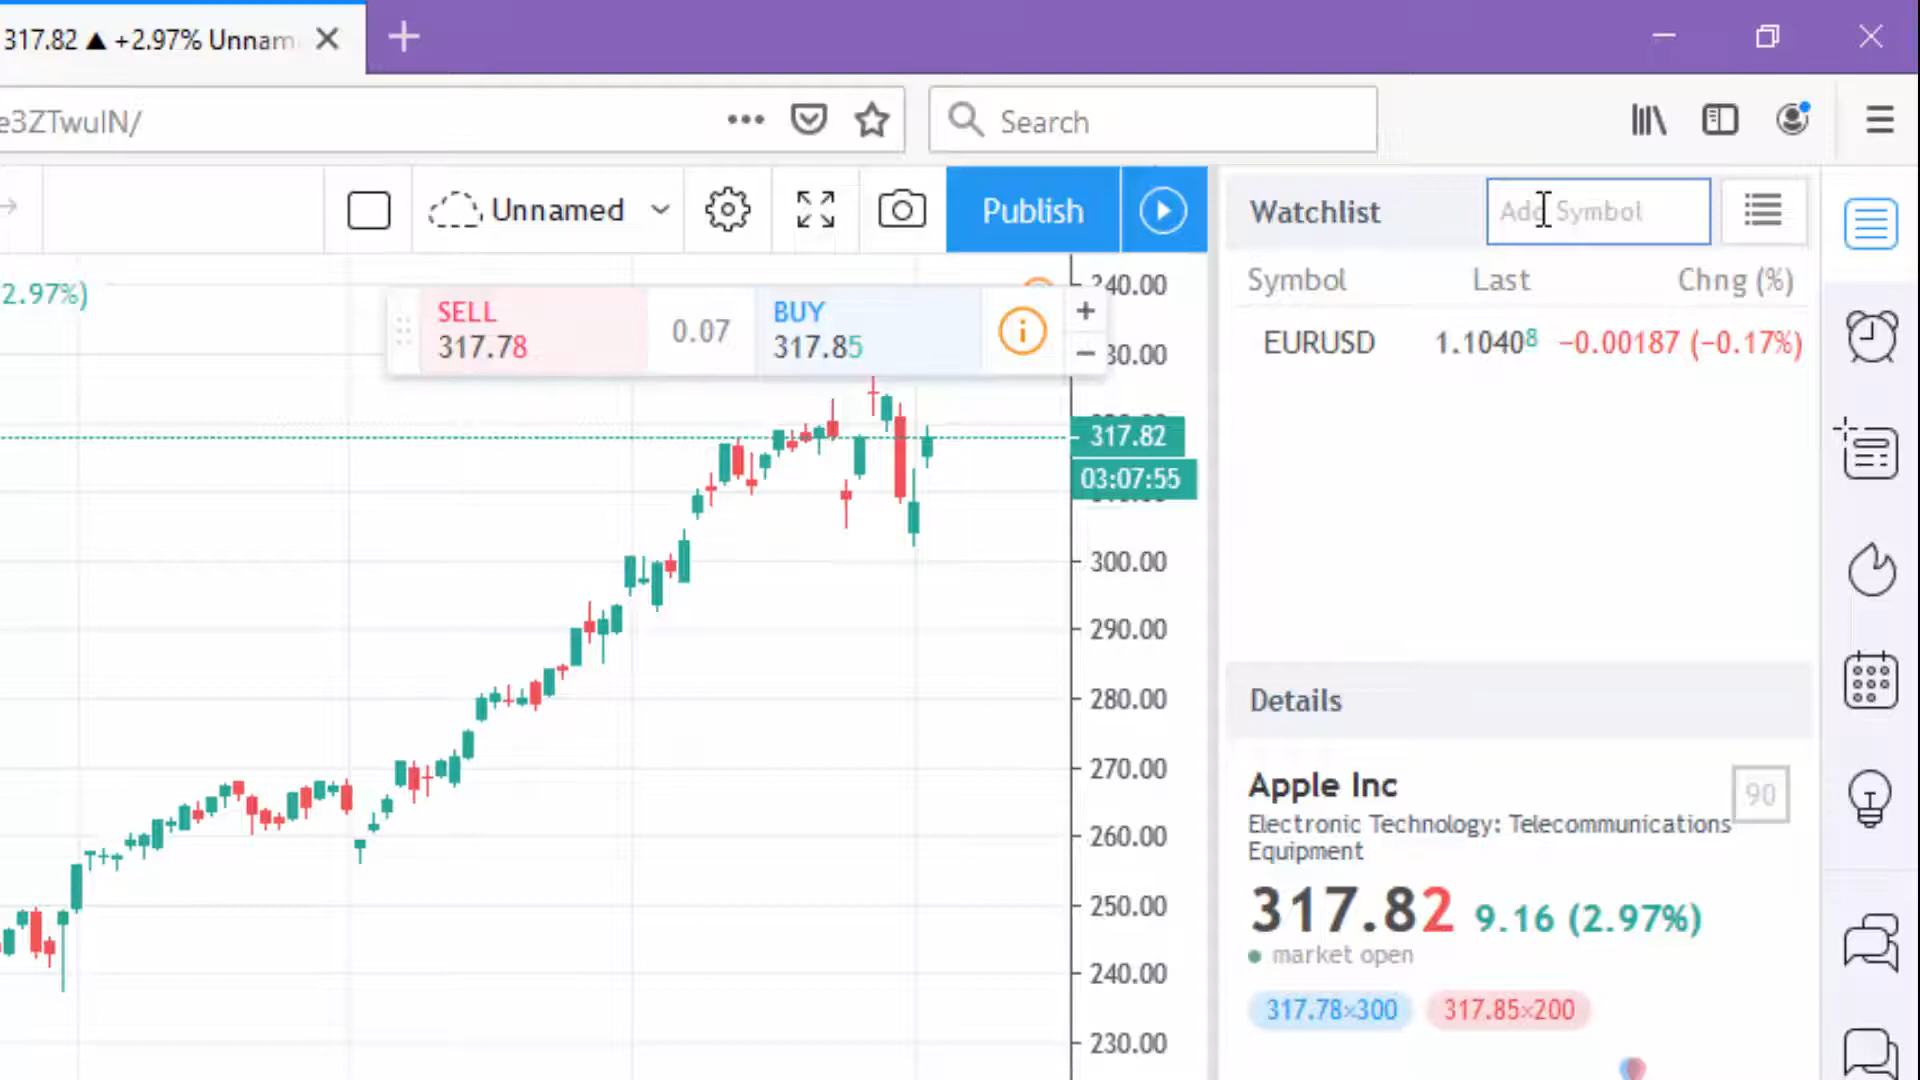 317.82 ▲ +2.97% Unnam
e3ZTwuIN/
Search
Unnamed
Publish
2.97%)
SELL
317.78
0.07
BUY
317.85
240.00
30.00
317.82
03:07:55
300.00
290.00
280.00
270.00
260.00
250.00
240.00
230.00
Watchlist
Add Symbol
Symbol Last Chng (%)
EURUSD 1.10408 −0.00187 (−0.17%)
Details
Apple Inc
90
Electronic Technology: Telecommunications
Equipment
317.82 9.16 (2.97%)
market open
317.78×300 317.85×200